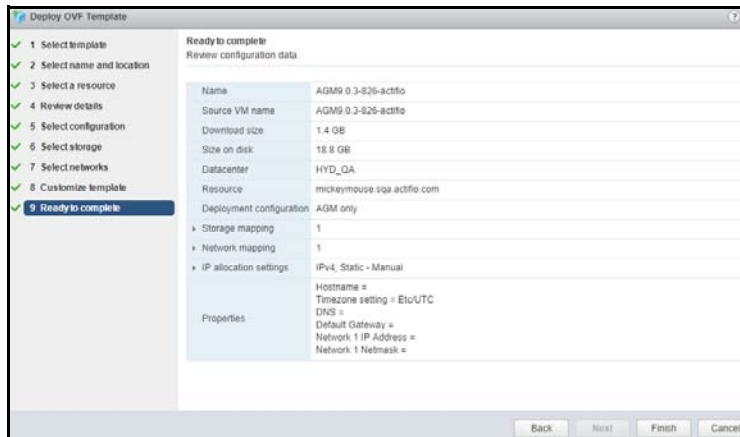 Deploy OVF Template
?
1 Select template
2 Select name and location
3 Select a resource
4 Review details
5 Select configuration
6 Select storage
7 Select networks
8 Customize template
9 Ready to complete
Ready to complete
Review configuration data.
Name AGM9.0.3-826-actifio
Source VM name AGM9.0.3-826-actifio
Download size 1.4 GB
Size on disk 18.8 GB
Datacenter HYD_QA
Resource mickeymouse.sqa.actifio.com
Deployment configuration AGM only
Storage mapping 1
Network mapping 1
IP allocation settings IPv4, Static - Manual
Properties
Hostname =
Timezone setting = Etc/UTC
DNS =
Default Gateway =
Network 1 IP Address =
Network 1 Netmask =
Back Next Finish Cancel